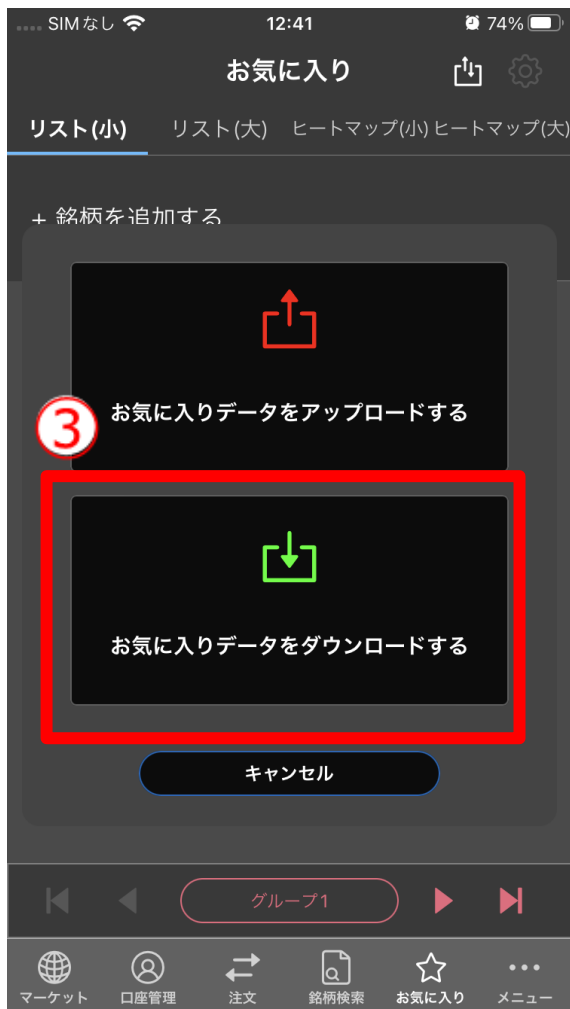 SIMなし 12:41 74%
お気に入り
リスト(小) リスト(大) ヒートマップ(小) ヒートマップ(大)
+ 銘柄を追加する
お気に入りデータをアップロードする
③
お気に入りデータをダウンロードする
キャンセル
グループ1
マーケット 口座管理 注文 銘柄検索 お気に入り メニュー